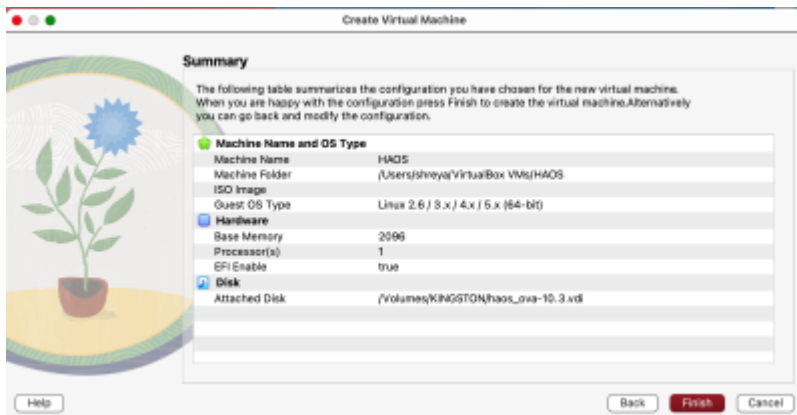 Create Virtual Machine
Summary
The following table summarizes the configuration you have chosen for the new virtual machine.
When you are happy with the configuration press Finish to create the virtual machine.Alternatively
you can go back and modify the configuration.
Machine Name and OS Type
Machine Name HAOS
Machine Folder /Users/shreya/VirtualBox VMs/HAOS
ISO Image
Guest OS Type Linux 2.6 / 3.x / 4.x / 5.x (64-bit)
Hardware
Base Memory 2096
Processor(s) 1
EFI Enable true
Disk
Attached Disk /Volumes/KINGSTON/haos_ova-10.3.vdi
Help Back Finish Cancel